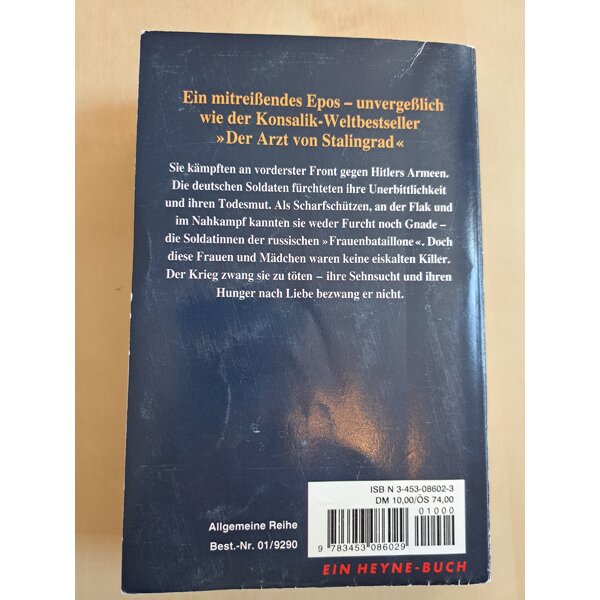 Ein mitreißendes Epos – unvergeßlich
wie der Konsalik-Weltbestseller
»Der Arzt von Stalingrad«
Sie kämpften an vorderster Front gegen Hitlers Armeen.
Die deutschen Soldaten fürchteten ihre Unerbittlichkeit
und ihren Todesmut. Als Scharfschützen, an der Flak und
im Nahkampf kannten sie weder Furcht noch Gnade –
die Soldatinnen der russischen »Frauenbataillone«. Doch
diese Frauen und Mädchen waren keine eiskalten Killer.
Der Krieg zwang sie zu töten – ihre Sehnsucht und ihren
Hunger nach Liebe bezwang er nicht.
ISBN 3-453-08602-3
DM 10,00/ÖS 74,00
01000
9 783453 086029
Allgemeine Reihe
Best.-Nr. 01/9290
EIN HEYNE-BUCH